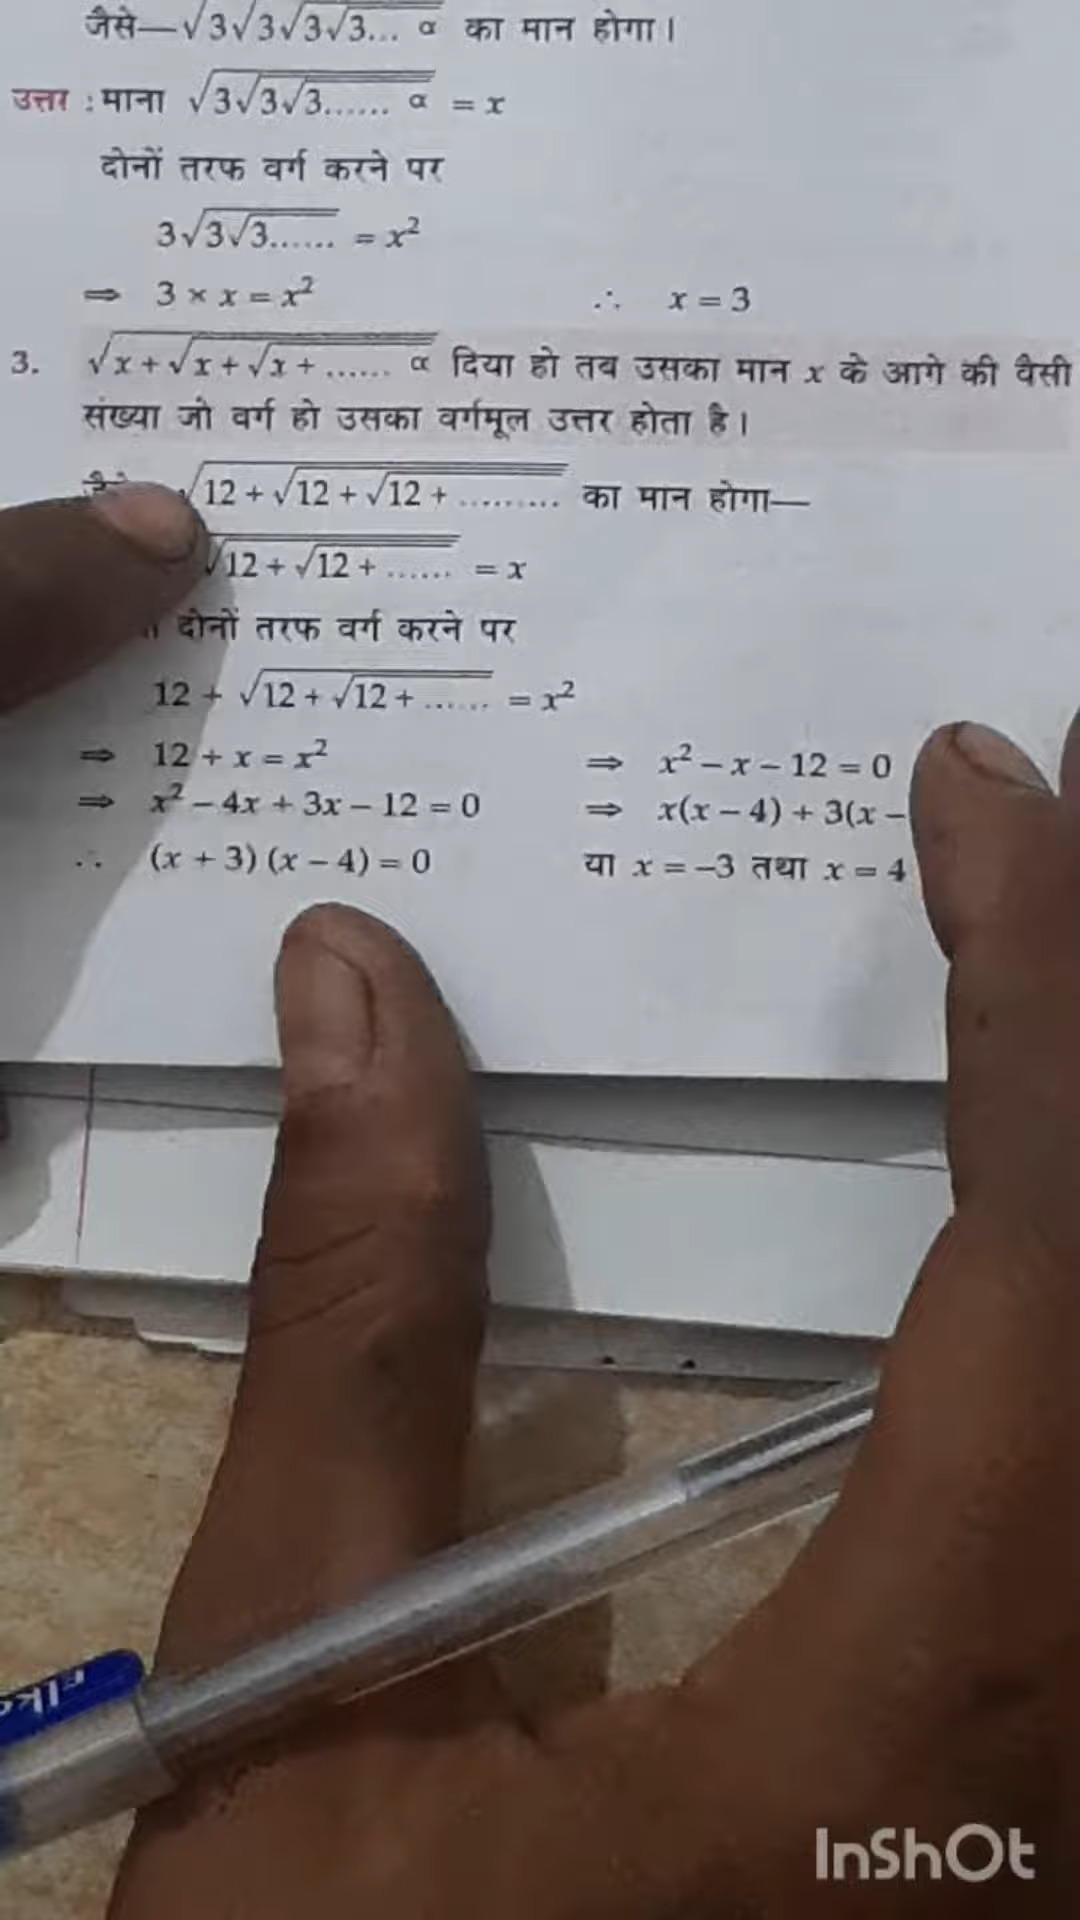 जैसे—√3√3√3√3... α का मान होगा।
उत्तर : माना √3√3√3...... α = x
दोनों तरफ वर्ग करने पर
3√3√3...... = x²
⇒ 3 × x = x² ∴ x = 3
3. √x + √x + √x + ...... α दिया हो तब उसका मान x के आगे की वैसी
संख्या जो वर्ग हो उसका वर्गमूल उत्तर होता है।
√12 + √12 + √12 + ......... का मान होगा—
√12 + √12 + ...... = x
दोनों तरफ वर्ग करने पर
12 + √12 + √12 + ...... = x²
⇒ 12 + x = x² ⇒ x² – x – 12 = 0
⇒ x² – 4x + 3x – 12 = 0 ⇒ x(x – 4) + 3(x –
∴ (x + 3) (x – 4) = 0 या x = –3 तथा x = 4
InShOt